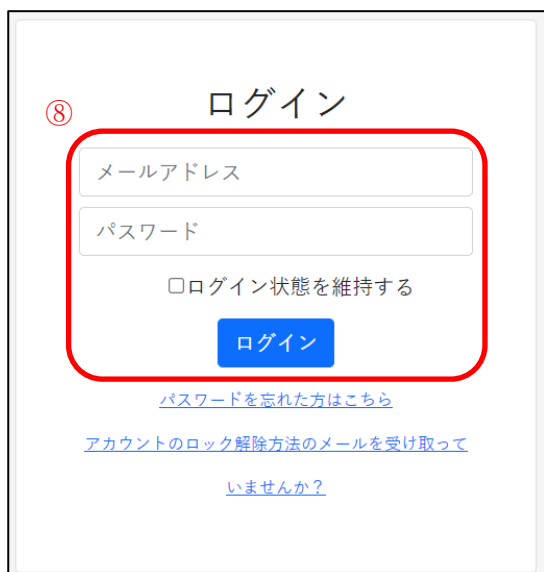 ログイン
⑧
メールアドレス
パスワード
ログイン状態を維持する
ログイン
パスワードを忘れた方はこちら
アカウントのロック解除方法のメールを受け取って
いませんか？